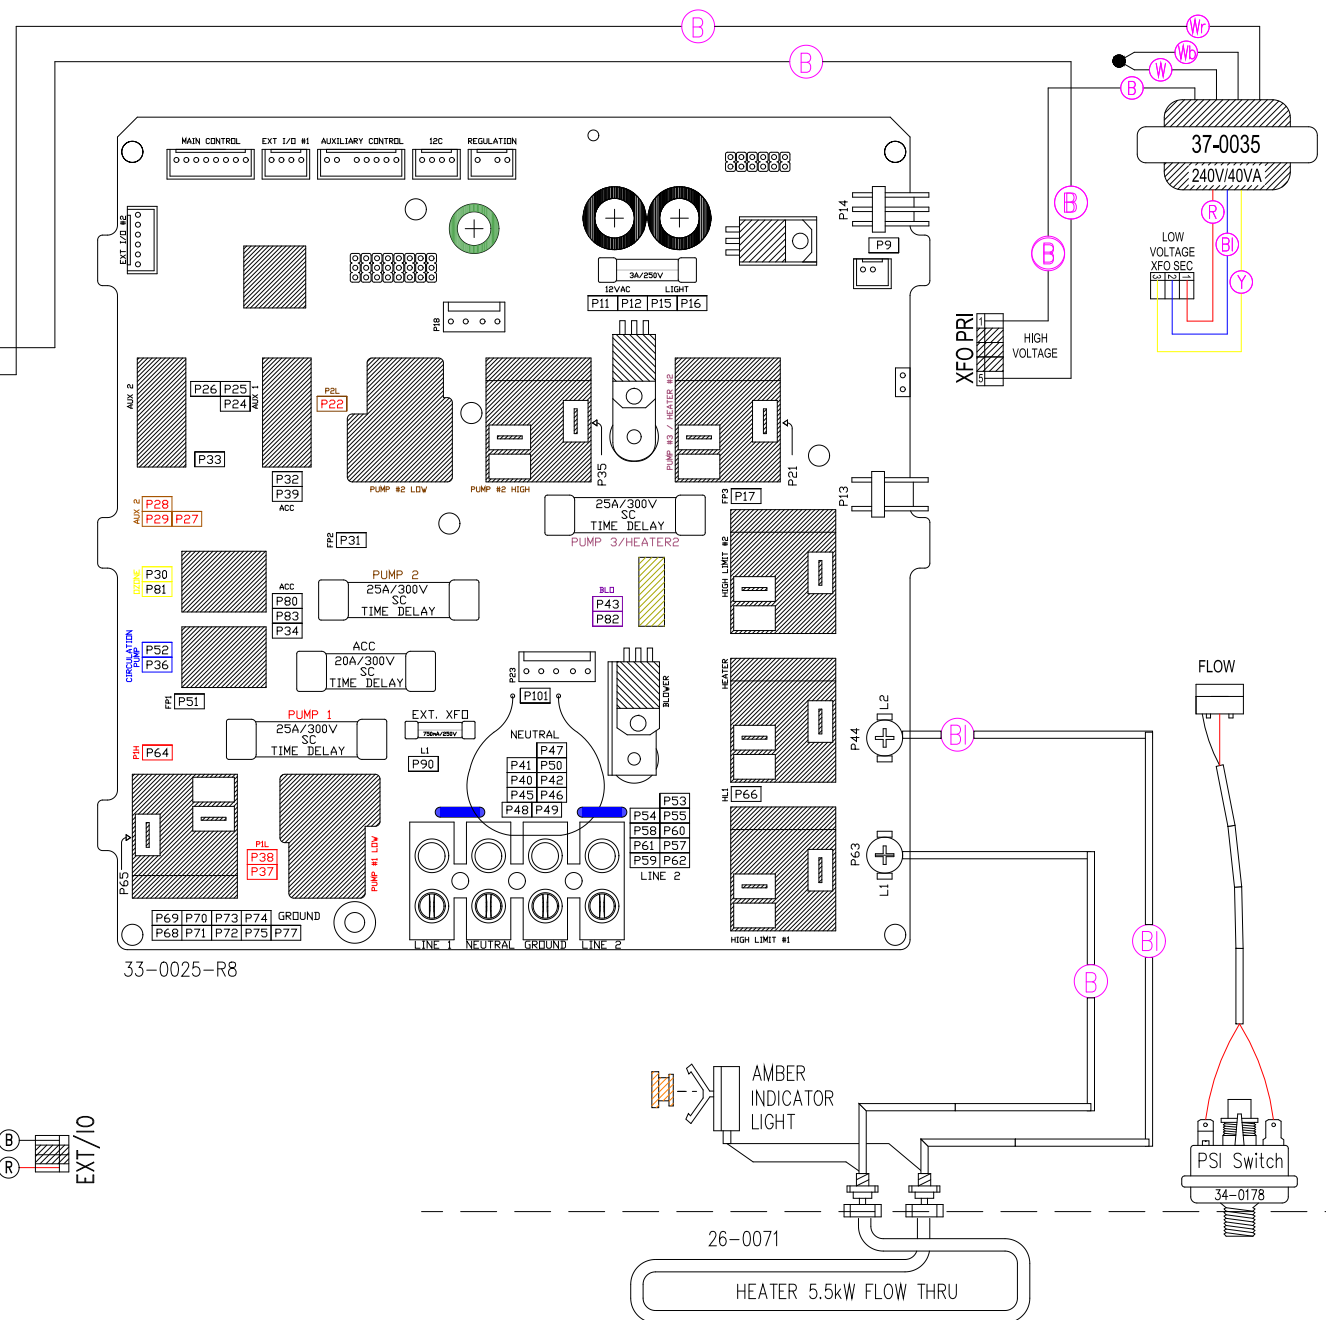 B
Wr
B
Wb
W
B
37-0035
240V/40VA
MAIN CONTROL
EXT I/O #1
AUXILIARY CONTROL
12C
REGULATION
EXT I/O #2
P14
P9
B
B
R
Bl
Y
LOW
VOLTAGE
XFO SEC
3 2 1
3A/250V
12VAC
LIGHT
P11 P12 P15 P16
P18
XFO PRI
1
5
HIGH
VOLTAGE
AUX 2
P26 P25
P24
AUX 1
P2L
P22
P33
P32
P39
ACC
PUMP #2 LOW
PUMP #2 HIGH
P35
PUMP #3 / HEATER #2
P21
P13
AUX 2
P28
P29 P27
FP2
P31
25A/300V
SC
TIME DELAY
PUMP 3/HEATER2
FP3
P17
HIGH LIMIT #2
OZONE
P30
P81
ACC
P80
P83
P34
PUMP 2
25A/300V
SC
TIME DELAY
BLO
P43
P82
CIRCULATION
PUMP
P52
P36
FP1
P51
ACC
20A/300V
SC
TIME DELAY
P23
P101
BLOWER
HEATER
FLOW
PUMP 1
25A/300V
SC
TIME DELAY
EXT. XFO
750mA/250V
L1
P90
NEUTRAL
P47
P41 P50
P40 P42
P45 P46
P48 P49
P1H
P64
P44
L2
Bl
HL1
P66
P53
P54 P55
P58 P60
P61 P57
P59 P62
LINE 2
P65
P1L
P38
P37
PUMP #1 LOW
P63
L1
P69 P70 P73 P74 GROUND
P68 P71 P72 P75 P77
LINE 1
NEUTRAL
GROUND
LINE 2
HIGH LIMIT #1
33-0025-R8
B
Bl
AMBER
INDICATOR
LIGHT
B
R
EXT/IO
PSI Switch
34-0178
26-0071
HEATER 5.5kW FLOW THRU